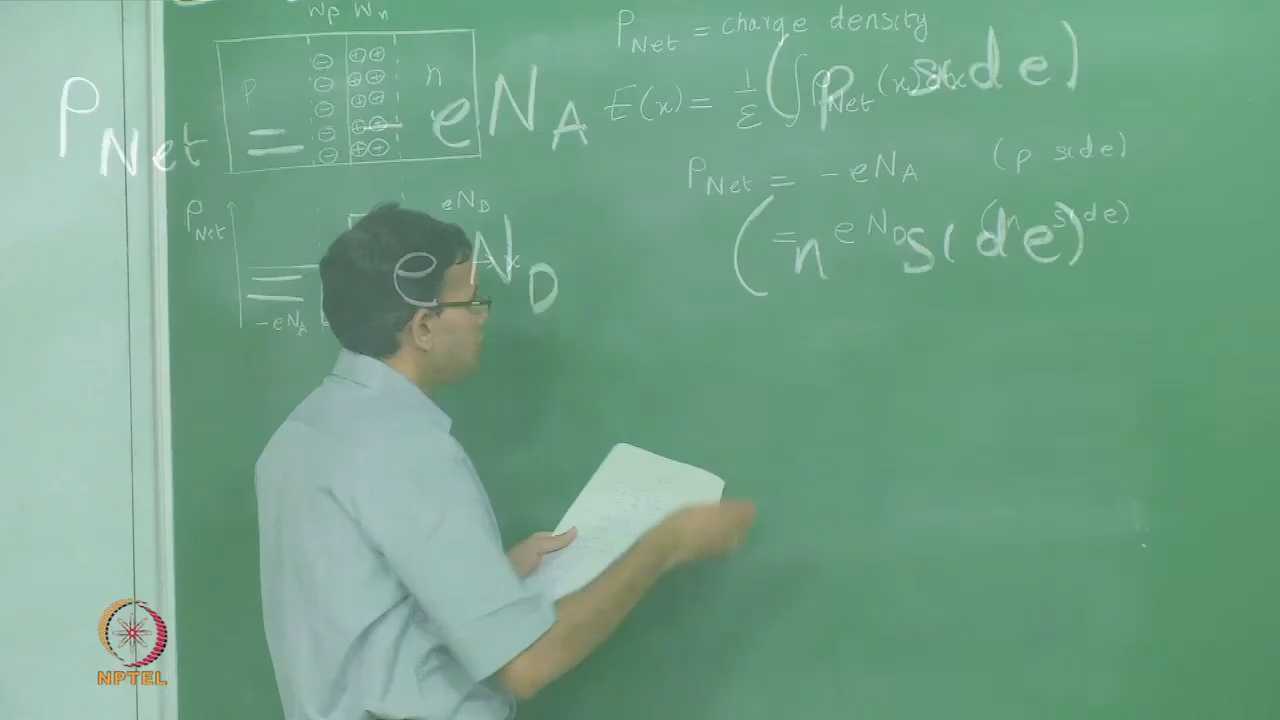 Wp Wn
P n
ρNet = charge density
E(x) = 1/ε ∫ρNet (x) dx
ρNet = -eNA (p side)
= eND (n side)
ρNet
eND
x
-eNA
ρNet = - eNA (p side)
= eND (n side)
NPTEL